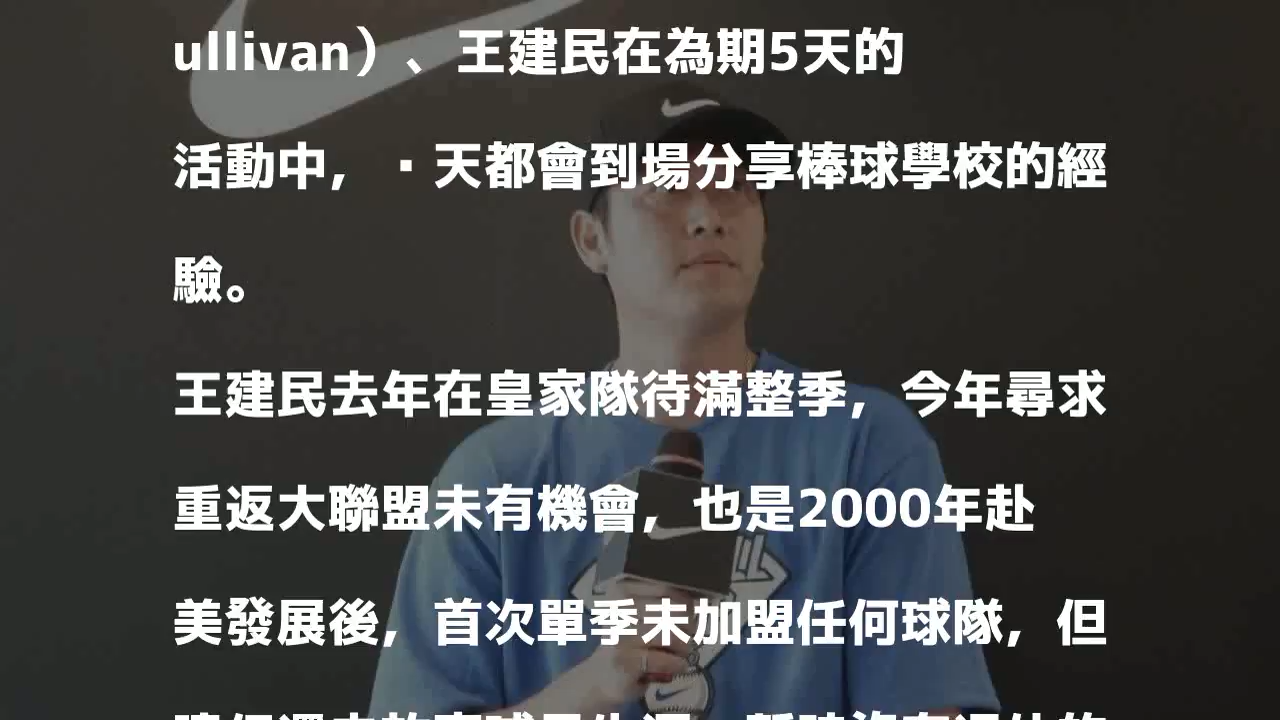 ullivan）、王建民在為期5天的
活動中，▪天都會到場分享棒球學校的經
驗。
王建民去年在皇家隊待滿整季，今年尋求
重返大聯盟未有機會，也是2000年赴
美發展後，首次單季未加盟任何球隊，但